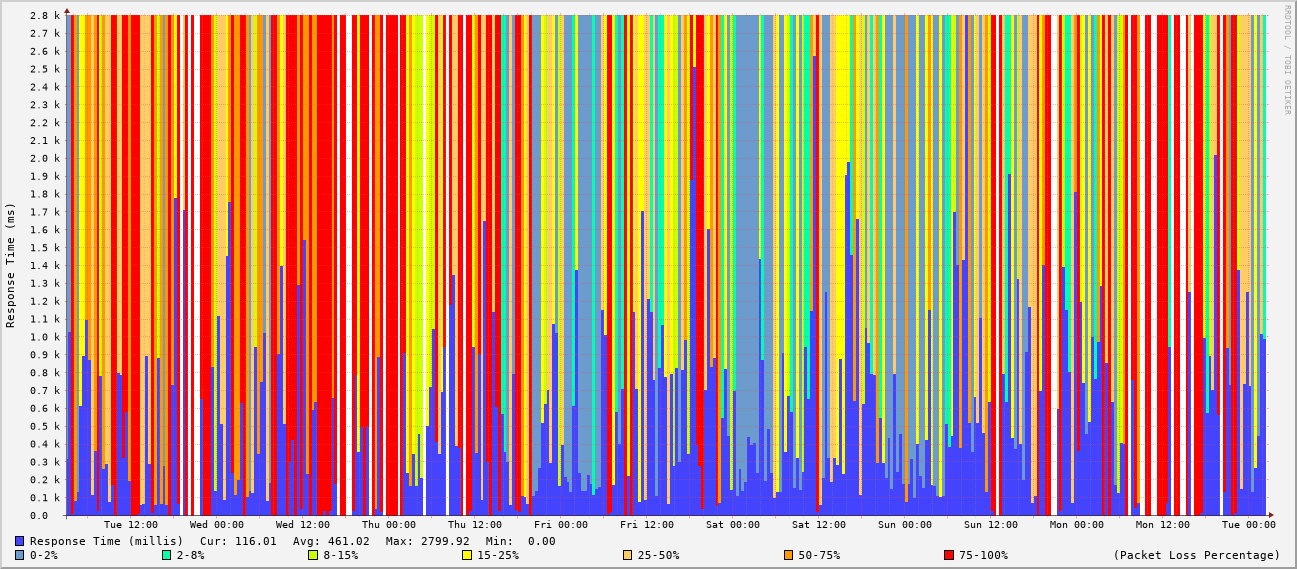 RRDTOOL / TOBI OETIKER
Response Time (ms)
2.8 k
2.7 k
2.6 k
2.5 k
2.4 k
2.3 k
2.2 k
2.1 k
2.0 k
1.9 k
1.8 k
1.7 k
1.6 k
1.5 k
1.4 k
1.3 k
1.2 k
1.1 k
1.0 k
0.9 k
0.8 k
0.7 k
0.6 k
0.5 k
0.4 k
0.3 k
0.2 k
0.1 k
0.0
Tue 12:00 Wed 00:00 Wed 12:00 Thu 00:00 Thu 12:00 Fri 00:00 Fri 12:00 Sat 00:00 Sat 12:00 Sun 00:00 Sun 12:00 Mon 00:00 Mon 12:00 Tue 00:00
Response Time (millis) Cur: 116.01 Avg: 461.02 Max: 2799.92 Min: 0.00
0-2% 2-8% 8-15% 15-25% 25-50% 50-75% 75-100% (Packet Loss Percentage)